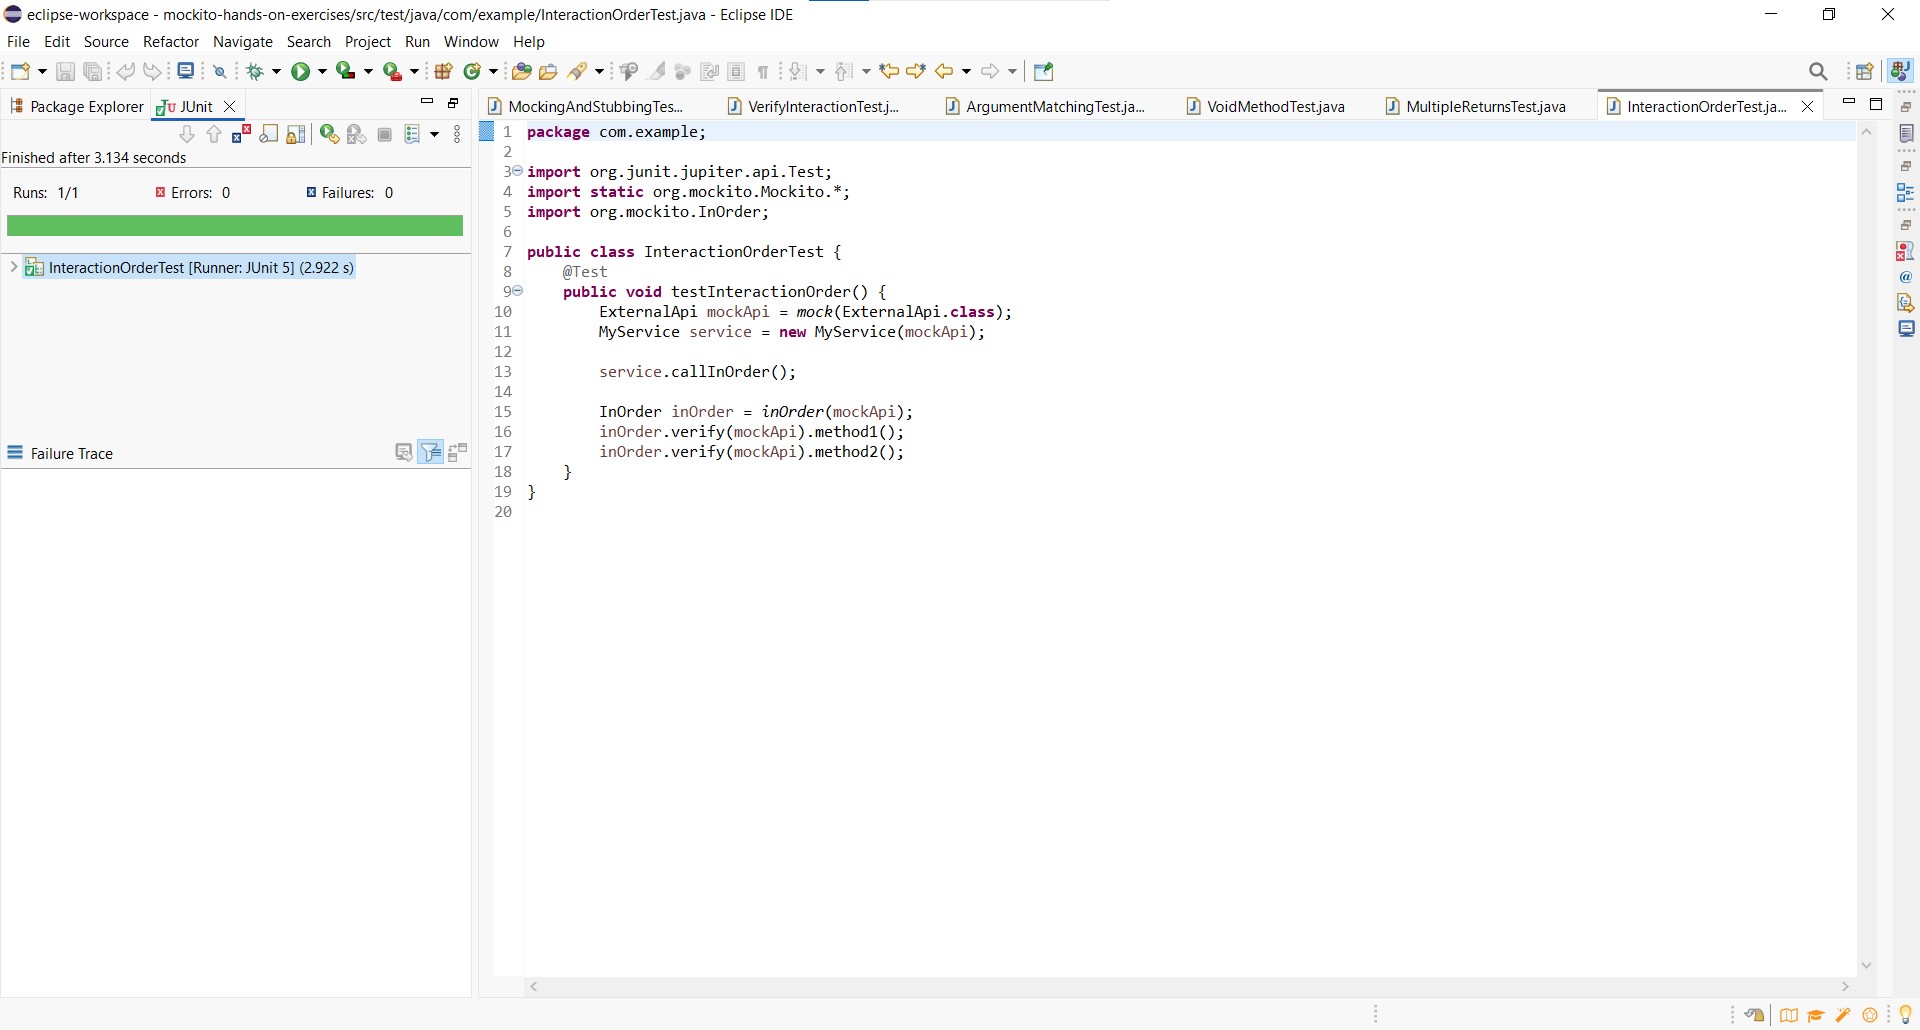 eclipse-workspace - mockito-hands-on-exercises/src/test/java/com/example/InteractionOrderTest.java - Eclipse IDE
File Edit Source Refactor Navigate Search Project Run Window Help
Package Explorer JUnit
MockingAndStubbingTes... VerifyInteractionTest.j... ArgumentMatchingTest.ja... VoidMethodTest.java MultipleReturnsTest.java InteractionOrderTest.ja...
Finished after 3.134 seconds
Runs: 1/1 Errors: 0 Failures: 0
InteractionOrderTest [Runner: JUnit 5] (2.922 s)
Failure Trace
1 package com.example;
2
3 import org.junit.jupiter.api.Test;
4 import static org.mockito.Mockito.*;
5 import org.mockito.InOrder;
6
7 public class InteractionOrderTest {
8     @Test
9     public void testInteractionOrder() {
10         ExternalApi mockApi = mock(ExternalApi.class);
11         MyService service = new MyService(mockApi);
12
13         service.callInOrder();
14
15         InOrder inOrder = inOrder(mockApi);
16         inOrder.verify(mockApi).method1();
17         inOrder.verify(mockApi).method2();
18     }
19 }
20